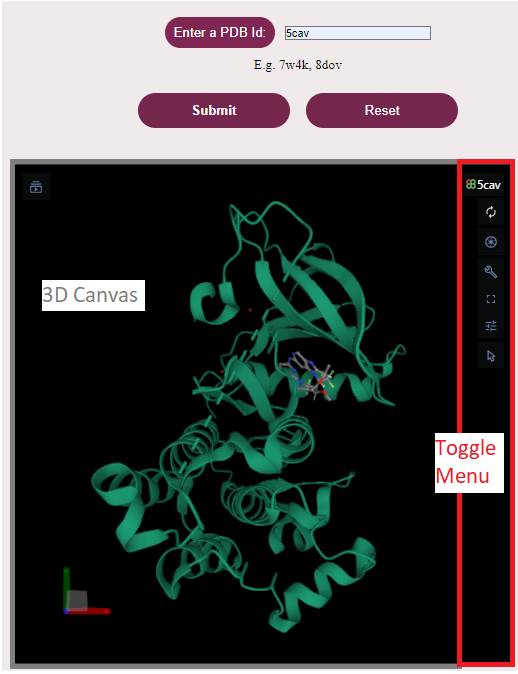 Enter a PDB Id:
5cav
E.g. 7w4k, 8dov
Submit
Reset
5cav
3D Canvas
Toggle
Menu